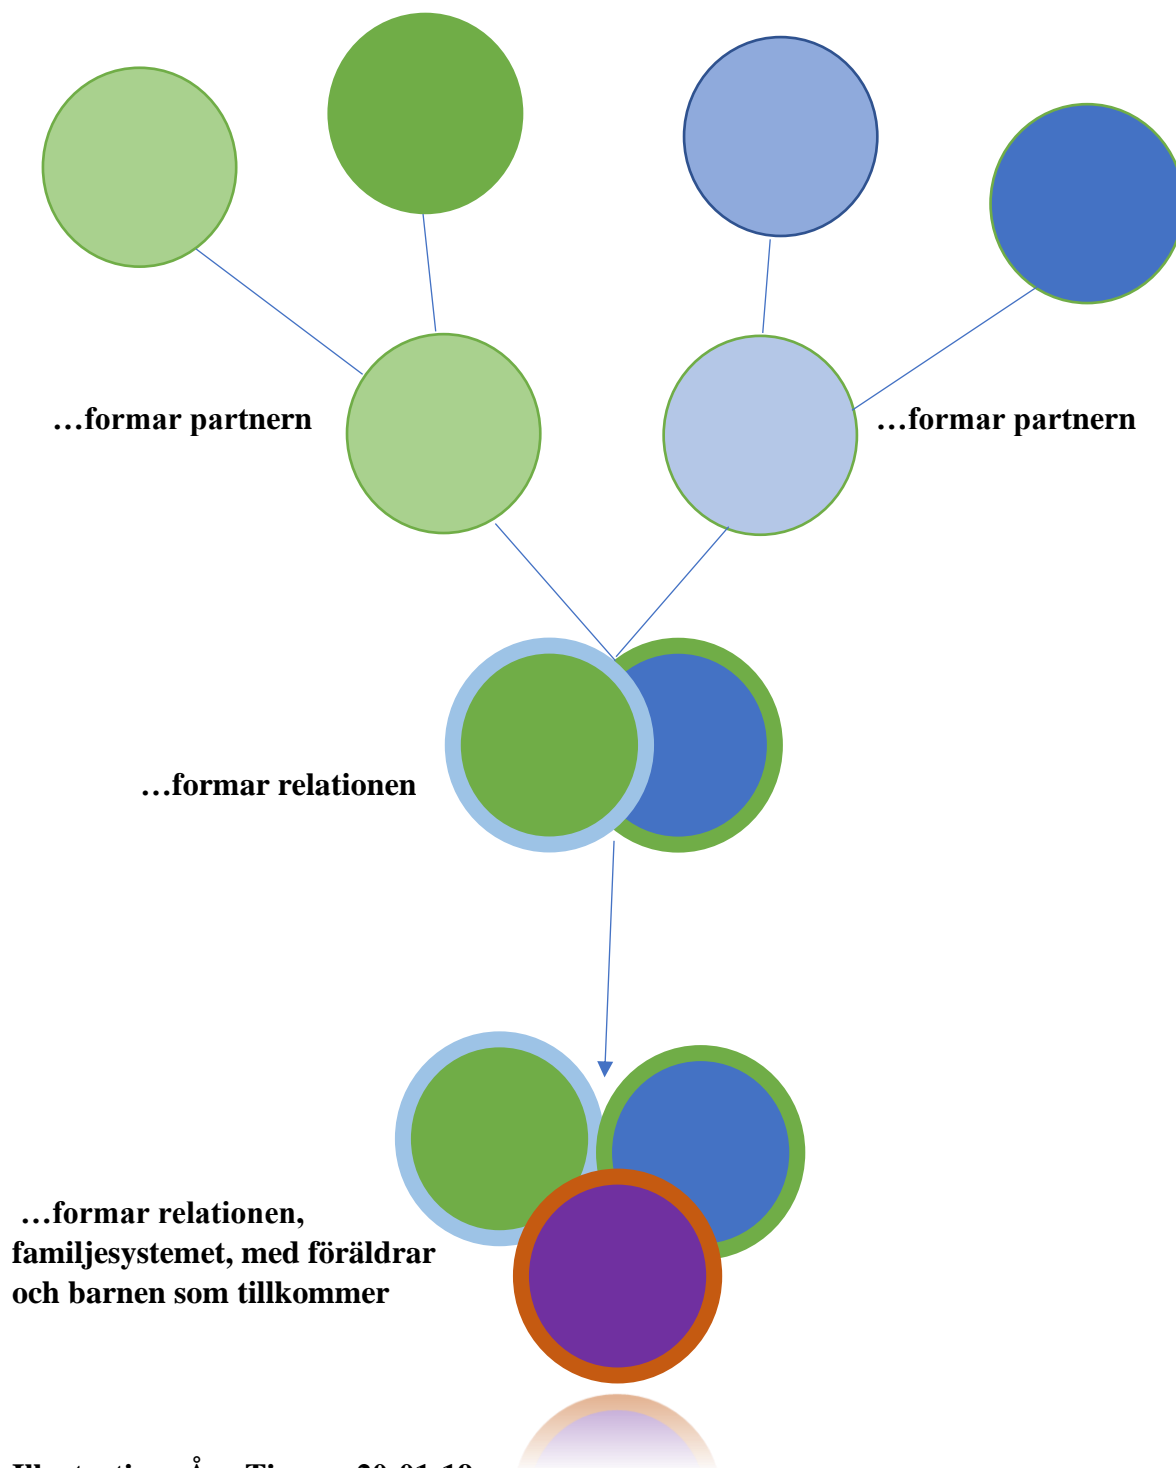 …formar partnern
…formar partnern
…formar relationen
…formar relationen,
familjesystemet, med föräldrar
och barnen som tillkommer